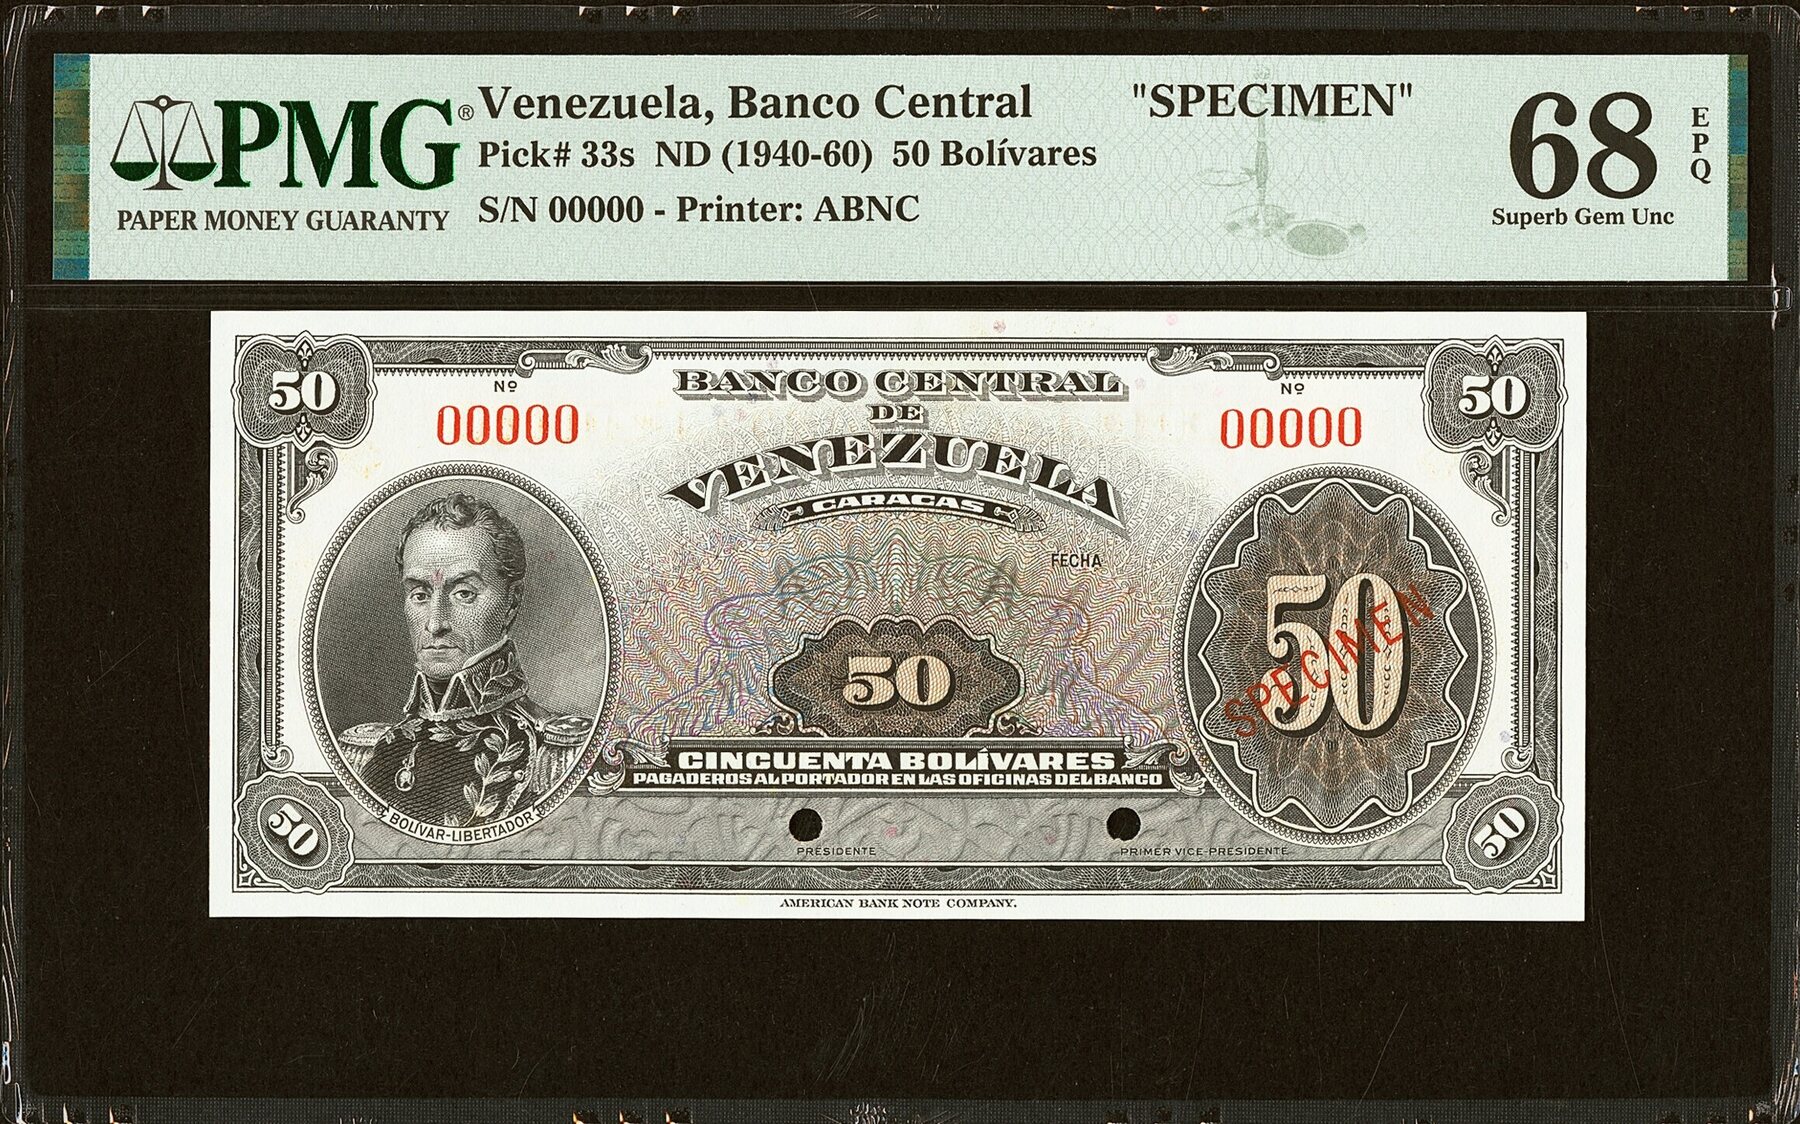 PMG®
PAPER MONEY GUARANTY
Venezuela, Banco Central "SPECIMEN"
Pick# 33s ND (1940-60) 50 Bolívares
S/N 00000 - Printer: ABNC
68
EPQ
Superb Gem Unc
50
Nº
00000
BANCO CENTRAL
DE
VENEZUELA
CARACAS
Nº
00000
50
FECHA
50
50
SPECIMEN
CINCUENTA BOLÍVARES
PAGADEROS AL PORTADOR EN LAS OFICINAS DEL BANCO
BOLÍVAR-LIBERTADOR
50
PRESIDENTE
PRIMER VICE-PRESIDENTE
50
AMERICAN BANK NOTE COMPANY.